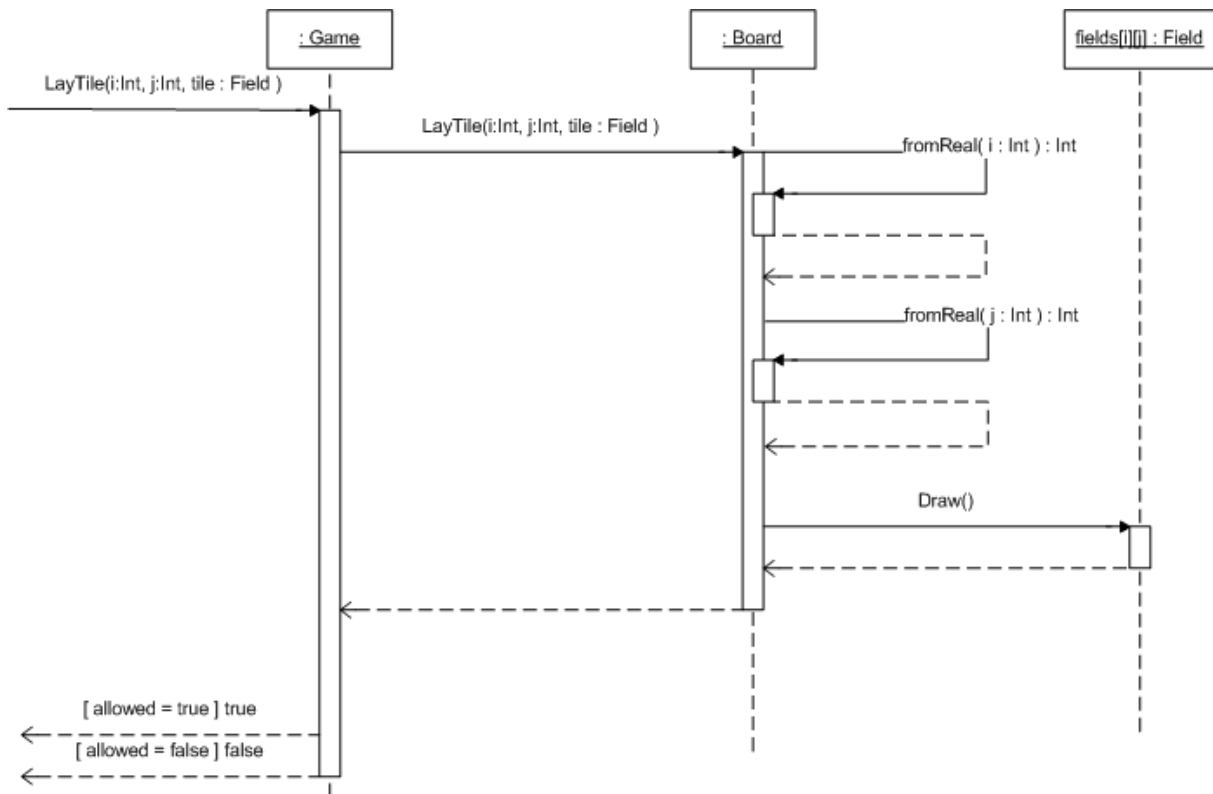 : Game
: Board
fields[i][j] : Field
LayTile(i:Int, j:Int, tile : Field )
LayTile(i:Int, j:Int, tile : Field )
fromReal( i : Int ) : Int
fromReal( j : Int ) : Int
Draw()
[ allowed = true ] true
[ allowed = false ] false